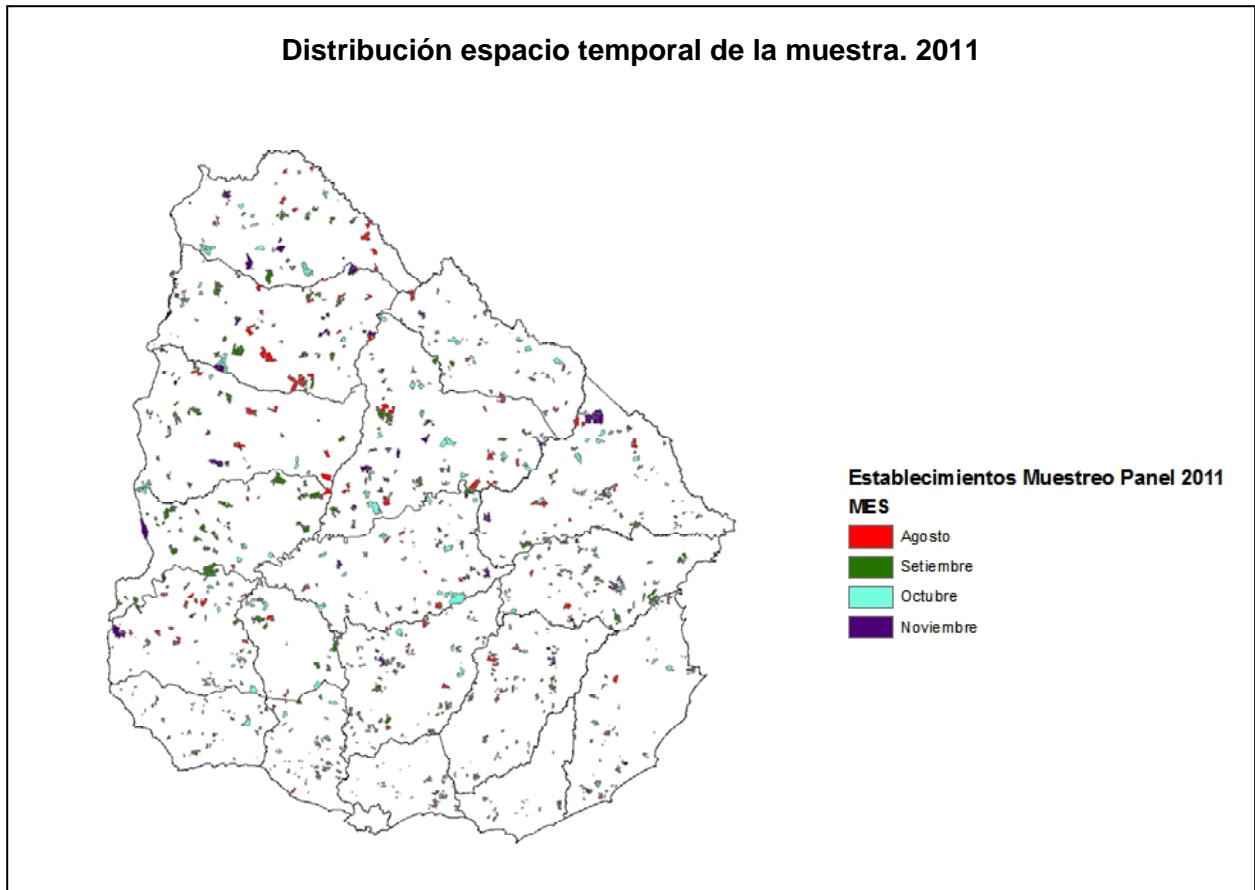 Distribución espacio temporal de la muestra. 2011
Establecimientos Muestreo Panel 2011
MES
Agosto
Setiembre
Octubre
Noviembre